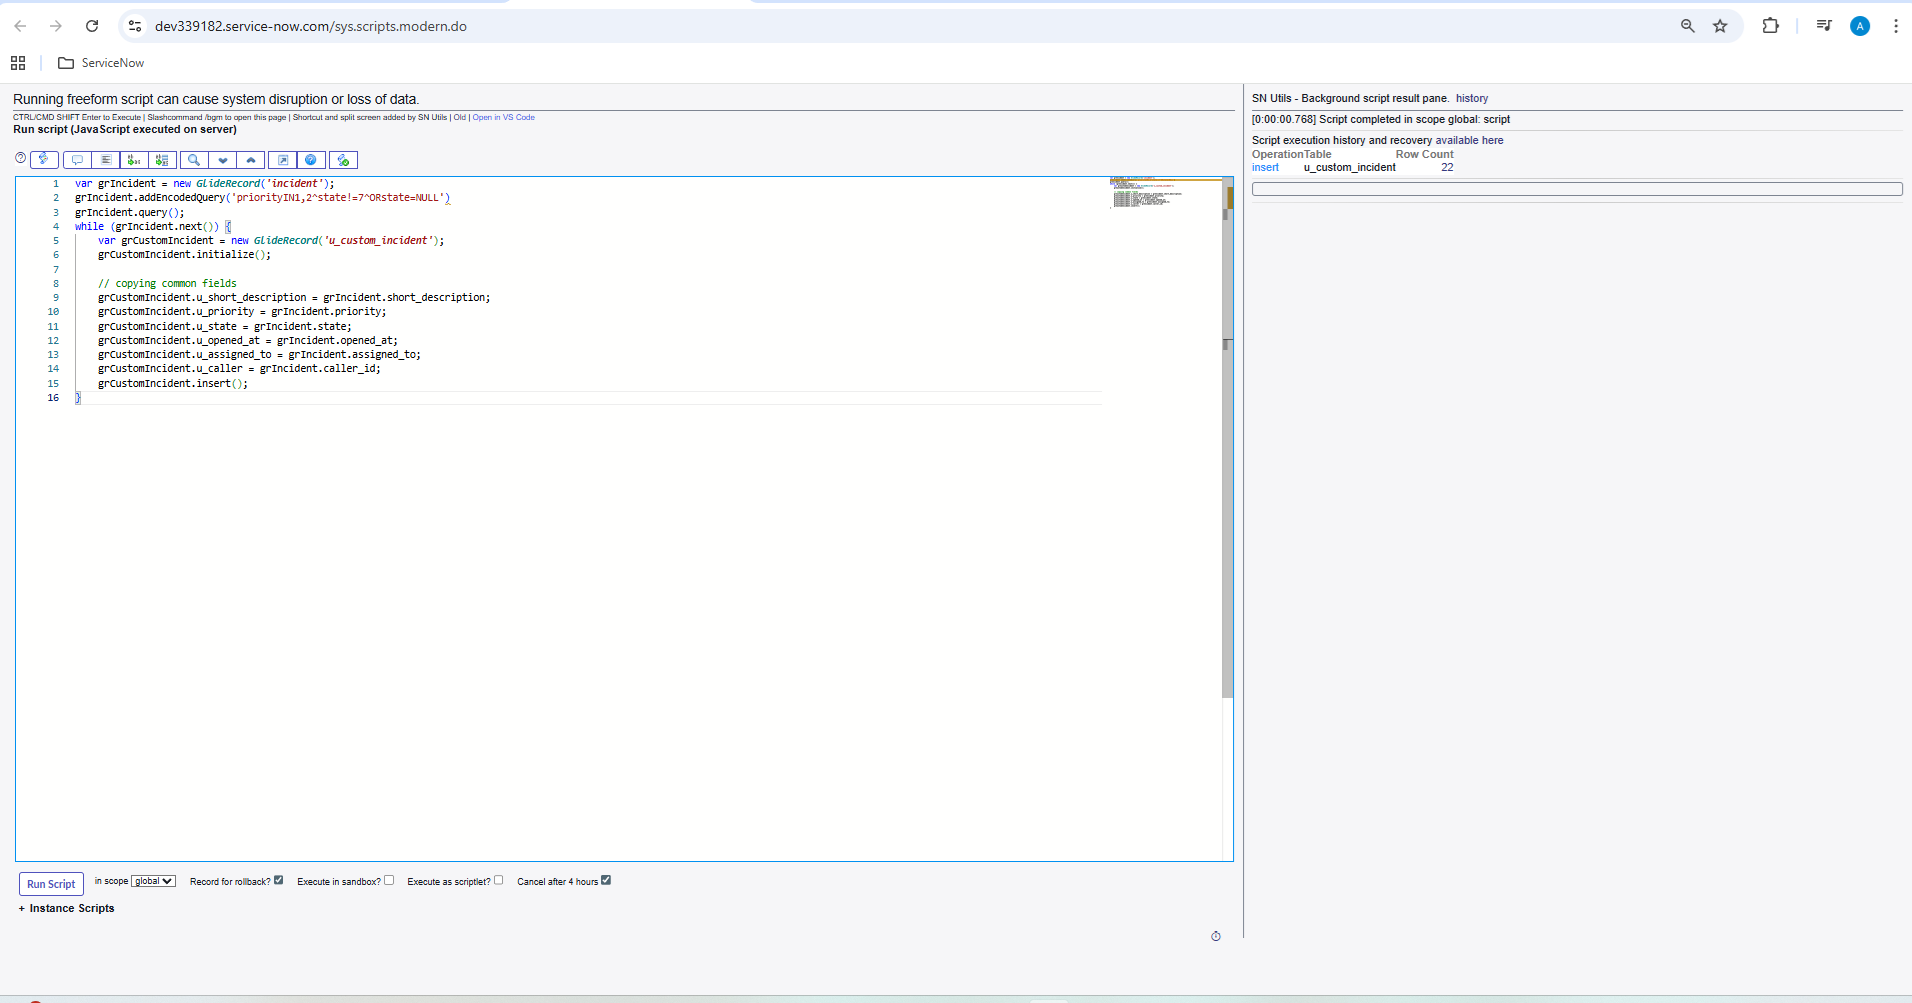 dev339182.service-now.com/sys.scripts.modern.do
A
ServiceNow
Running freeform script can cause system disruption or loss of data.
CTRL/CMD SHIFT Enter to Execute | Slashcommand /bgm to open this page | Shortcut and split screen added by SN Utils | Old | Open in VS Code
Run script (JavaScript executed on server)
1 var grIncident = new GlideRecord('incident');
2 grIncident.addEncodedQuery('priorityIN1,2^state!=7^ORstate=NULL')
3 grIncident.query();
4 while (grIncident.next()) {
5 var grCustomIncident = new GlideRecord('u_custom_incident');
6 grCustomIncident.initialize();
7
8 // copying common fields
9 grCustomIncident.u_short_description = grIncident.short_description;
10 grCustomIncident.u_priority = grIncident.priority;
11 grCustomIncident.u_state = grIncident.state;
12 grCustomIncident.u_opened_at = grIncident.opened_at;
13 grCustomIncident.u_assigned_to = grIncident.assigned_to;
14 grCustomIncident.u_caller = grIncident.caller_id;
15 grCustomIncident.insert();
16 }
Run Script in scope global Record for rollback? Execute in sandbox? Execute as scriptlet? Cancel after 4 hours
+ Instance Scripts
SN Utils - Background script result pane. history
[0:00:00.768] Script completed in scope global: script
Script execution history and recovery available here
OperationTable Row Count
insert u_custom_incident 22